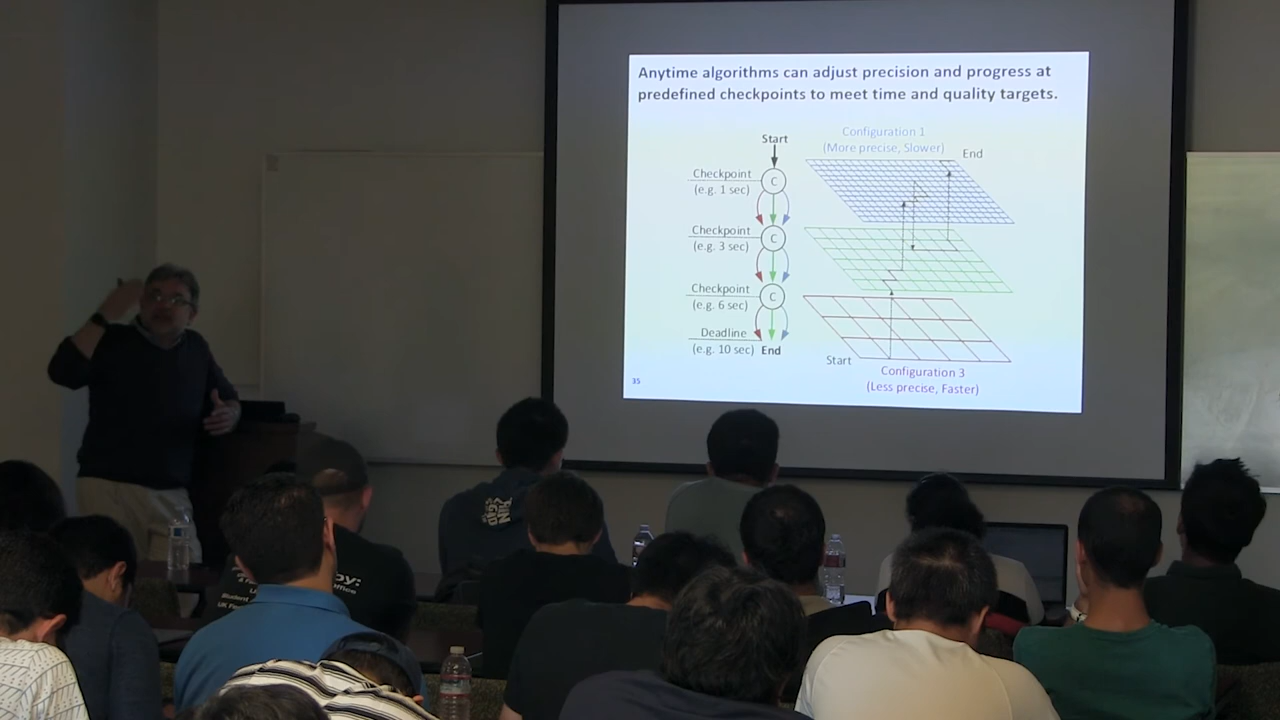 Anytime algorithms can adjust precision and progress at
predefined checkpoints to meet time and quality targets.
Start
Configuration 1
(More precise, Slower)
End
Checkpoint
(e.g. 1 sec)
C
Checkpoint
(e.g. 3 sec)
C
Checkpoint
(e.g. 6 sec)
C
Deadline
(e.g. 10 sec)
End
Start
Configuration 3
(Less precise, Faster)
35
by:
Student